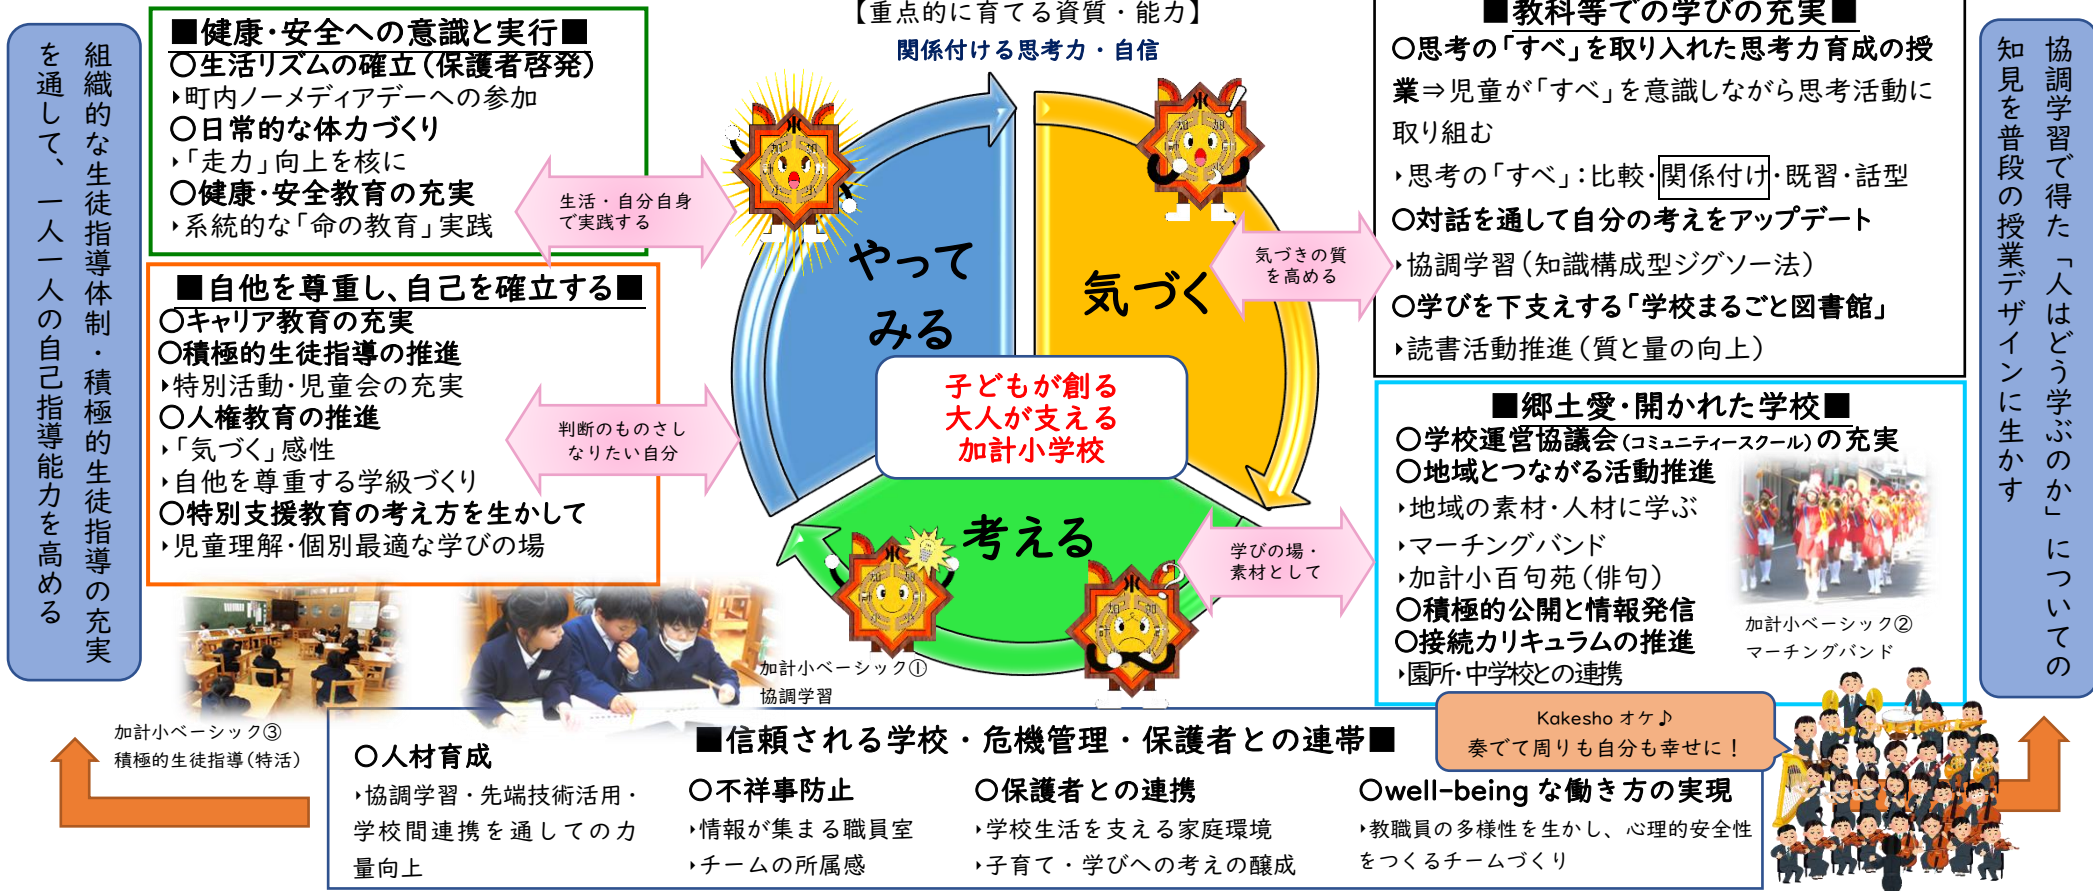 【重点的に育てる資質・能力】
関係付ける思考力・自信
組織的な生徒指導体制・積極的生徒指導の充実
を通して、一人一人の自己指導能力を高める
■健康・安全への意識と実行■
〇生活リズムの確立（保護者啓発）
・町内ノーメディアデーへの参加
〇日常的な体力づくり
・「走力」向上を核に
〇健康・安全教育の充実
・系統的な「命の教育」実践
生活・自分自身
で実践する
■自他を尊重し、自己を確立する■
〇キャリア教育の充実
〇積極的生徒指導の推進
・特別活動・児童会の充実
〇人権教育の推進
・「気づく」感性
・自他を尊重する学級づくり
〇特別支援教育の考え方を生かして
・児童理解・個別最適な学びの場
判断のものさし
なりたい自分
やって
みる
気づく
考える
子どもが創る
大人が支える
加計小学校
気づきの質
を高める
学びの場・
素材として
■教科等での学びの充実■
〇思考の「すべ」を取り入れた思考力育成の授
業⇒児童が「すべ」を意識しながら思考活動に
取り組む
・思考の「すべ」：比較・関係付け・既習・話型
〇対話を通して自分の考えをアップデート
・協調学習（知識構成型ジグソー法）
〇学びを下支えする「学校まるごと図書館」
・読書活動推進（質と量の向上）
■郷土愛・開かれた学校■
〇学校運営協議会（コミュニティースクール）の充実
〇地域とつながる活動推進
・地域の素材・人材に学ぶ
・マーチングバンド
・加計小百句苑（俳句）
〇積極的公開と情報発信
〇接続カリキュラムの推進
・園所・中学校との連携
加計小ベーシック②
マーチングバンド
協調学習で得た「人はどう学ぶのか」についての
知見を普段の授業デザインに生かす
加計小ベーシック①
協調学習
加計小ベーシック③
積極的生徒指導（特活）
■信頼される学校・危機管理・保護者との連帯■
〇人材育成
・協調学習・先端技術活用・
学校間連携を通しての力
量向上
〇不祥事防止
・情報が集まる職員室
・チームの所属感
〇保護者との連携
・学校生活を支える家庭環境
・子育て・学びへの考えの醸成
〇well-being な働き方の実現
・教職員の多様性を生かし、心理的安全性
をつくるチームづくり
Kakesho オケ♪
奏でて周りも自分も幸せに！